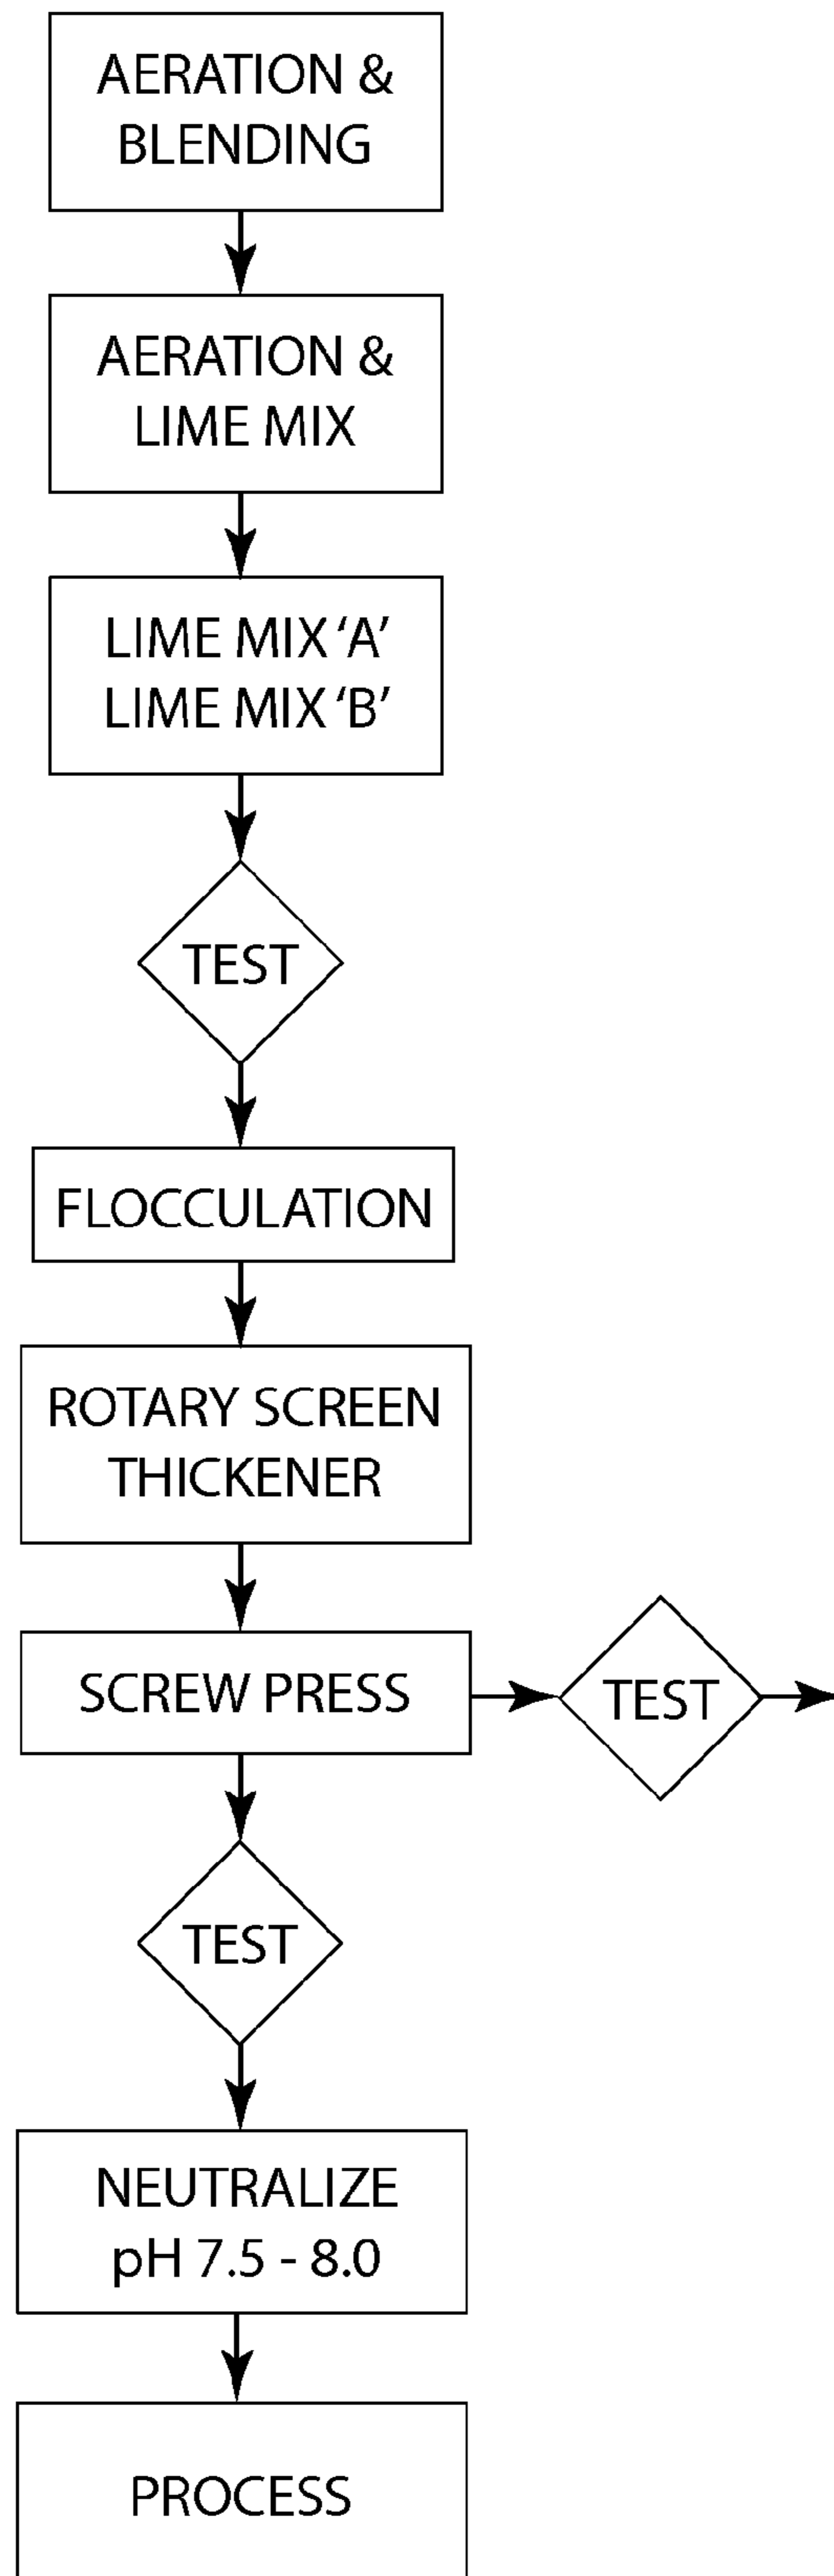 AERATION &
BLENDING
AERATION &
LIME MIX
LIME MIX ‘A’
LIME MIX ‘B’
TEST
FLOCCULATION
ROTARY SCREEN
THICKENER
SCREW PRESS
TEST
TEST
NEUTRALIZE
pH 7.5 - 8.0
PROCESS